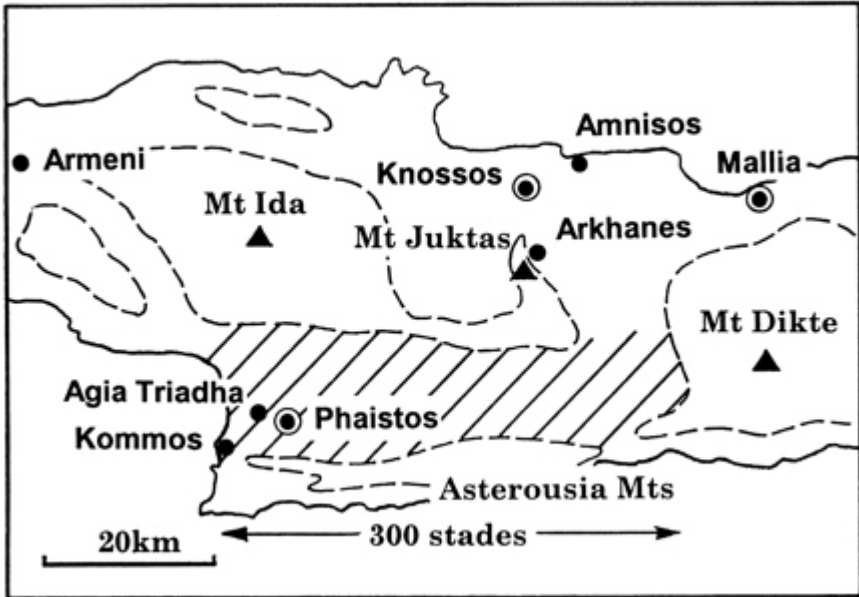 Amnisos
Armeni
Knossos
Mallia
Mt Ida
Mt Juktas
Arkhanes
Mt Dikte
Agia Triadha
Phaistos
Kommos
Asterousia Mts
20km
300 stades